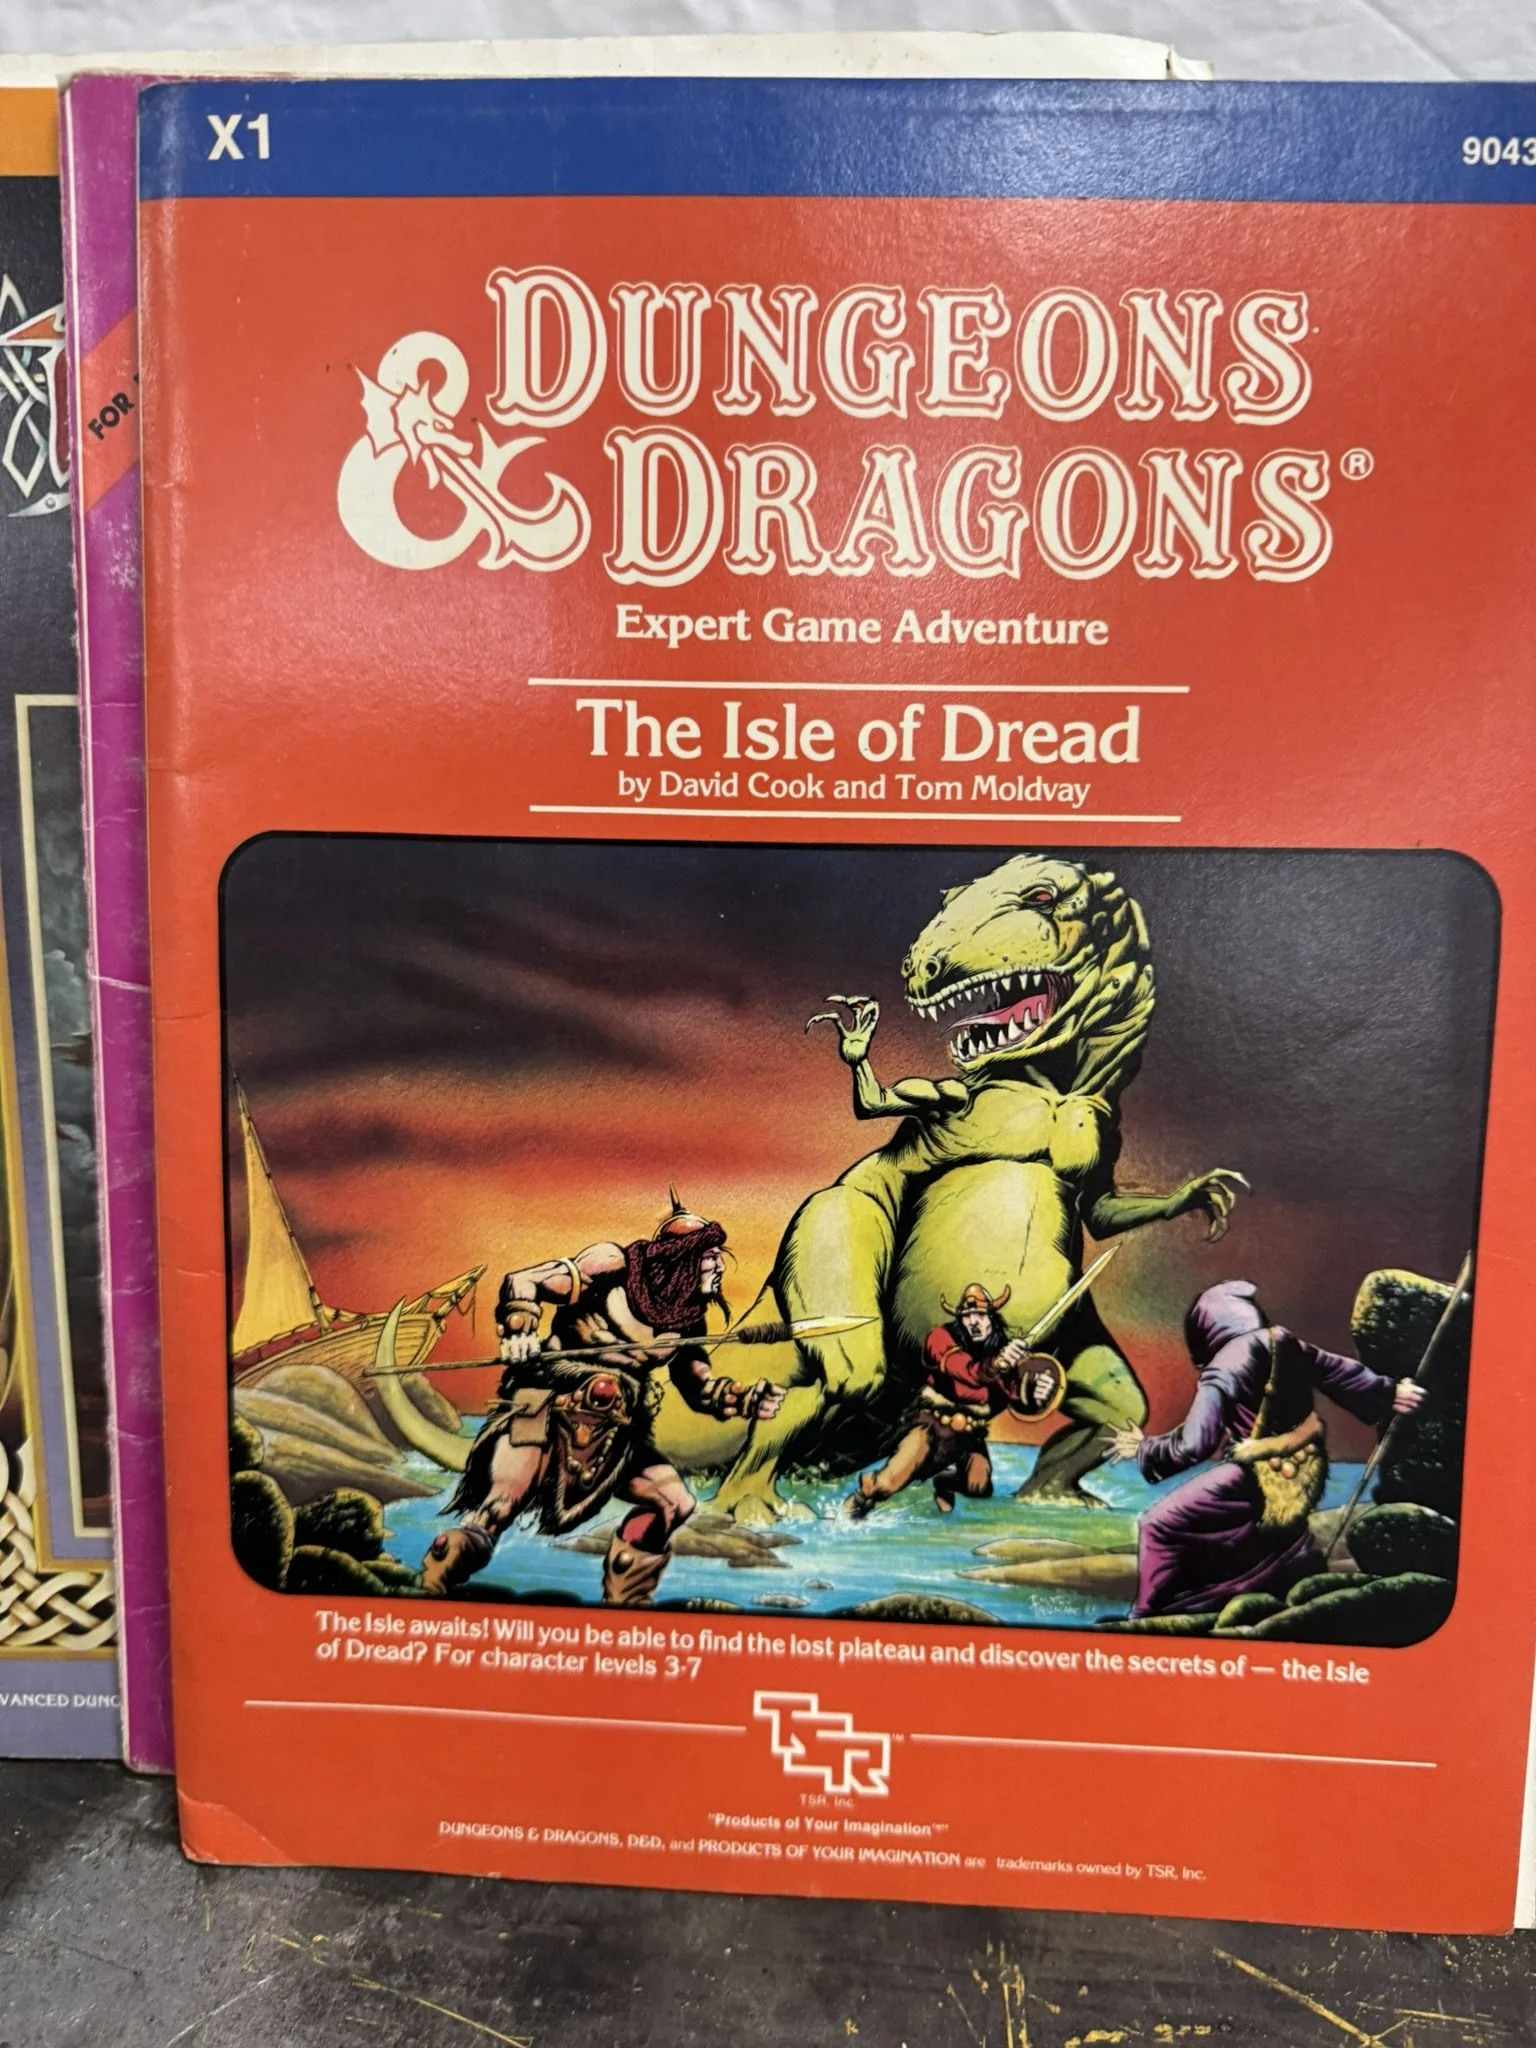 X1
9043
DUNGEONS
& DRAGONS®
Expert Game Adventure
The Isle of Dread
by David Cook and Tom Moldvay
The Isle awaits! Will you be able to find the lost plateau and discover the secrets of — the Isle
of Dread? For character levels 3-7
TSR™
TSR, Inc.
"Products of Your Imagination™"
DUNGEONS & DRAGONS, D&D, and PRODUCTS OF YOUR IMAGINATION are trademarks owned by TSR, Inc.
FOR
VANCED DUNG